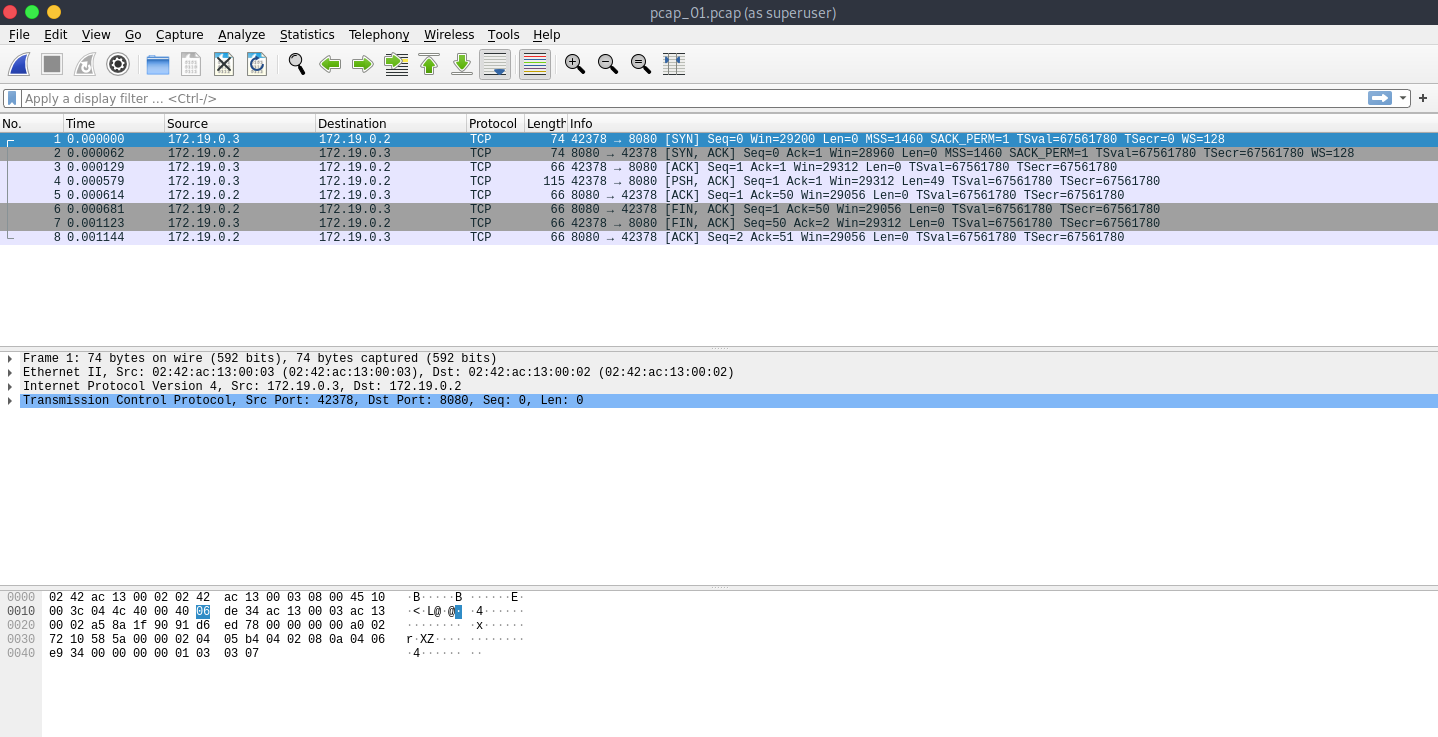 pcap_01.pcap (as superuser)
File Edit View Go Capture Analyze Statistics Telephony Wireless Tools Help
Apply a display filter … <Ctrl-/>
No. Time Source Destination Protocol Length Info
1 0.000000 172.19.0.3 172.19.0.2 TCP 74 42378 → 8080 [SYN] Seq=0 Win=29200 Len=0 MSS=1460 SACK_PERM=1 TSval=67561780 TSecr=0 WS=128
2 0.000062 172.19.0.2 172.19.0.3 TCP 74 8080 → 42378 [SYN, ACK] Seq=0 Ack=1 Win=28960 Len=0 MSS=1460 SACK_PERM=1 TSval=67561780 TSecr=67561780 WS=128
3 0.000129 172.19.0.3 172.19.0.2 TCP 66 42378 → 8080 [ACK] Seq=1 Ack=1 Win=29312 Len=0 TSval=67561780 TSecr=67561780
4 0.000579 172.19.0.3 172.19.0.2 TCP 115 42378 → 8080 [PSH, ACK] Seq=1 Ack=1 Win=29312 Len=49 TSval=67561780 TSecr=67561780
5 0.000614 172.19.0.2 172.19.0.3 TCP 66 8080 → 42378 [ACK] Seq=1 Ack=50 Win=29056 Len=0 TSval=67561780 TSecr=67561780
6 0.000681 172.19.0.2 172.19.0.3 TCP 66 8080 → 42378 [FIN, ACK] Seq=1 Ack=50 Win=29056 Len=0 TSval=67561780 TSecr=67561780
7 0.001123 172.19.0.3 172.19.0.2 TCP 66 42378 → 8080 [FIN, ACK] Seq=50 Ack=2 Win=29312 Len=0 TSval=67561780 TSecr=67561780
8 0.001144 172.19.0.2 172.19.0.3 TCP 66 8080 → 42378 [ACK] Seq=2 Ack=51 Win=29056 Len=0 TSval=67561780 TSecr=67561780
Frame 1: 74 bytes on wire (592 bits), 74 bytes captured (592 bits)
Ethernet II, Src: 02:42:ac:13:00:03 (02:42:ac:13:00:03), Dst: 02:42:ac:13:00:02 (02:42:ac:13:00:02)
Internet Protocol Version 4, Src: 172.19.0.3, Dst: 172.19.0.2
Transmission Control Protocol, Src Port: 42378, Dst Port: 8080, Seq: 0, Len: 0
0000 02 42 ac 13 00 02 02 42 ac 13 00 03 08 00 45 10 ·B·····B ······E·
0010 00 3c 04 4c 40 00 40 06 de 34 ac 13 00 03 ac 13 ·<·L@·@· ·4······
0020 00 02 a5 8a 1f 90 91 d6 ed 78 00 00 00 00 a0 02 ········ ·x······
0030 72 10 58 5a 00 00 02 04 05 b4 04 02 08 0a 04 06 r·XZ···· ········
0040 e9 34 00 00 00 00 01 03 03 07 ·4······ ··